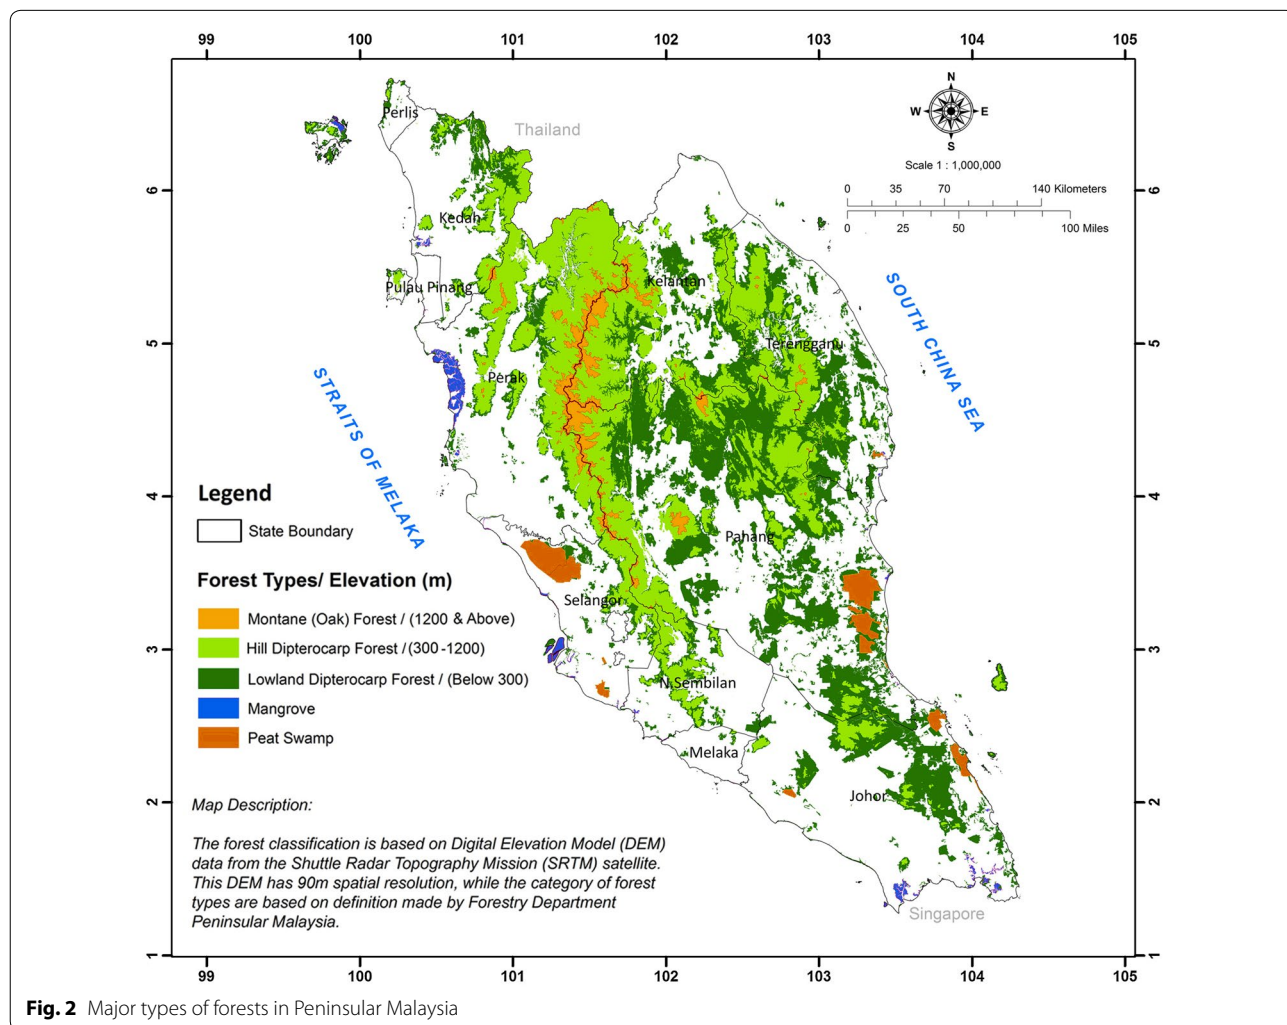 99 100 101 102 103 104 105
N
W E
S
Scale 1 : 1,000,000
0 35 70 140 Kilometers
0 25 50 100 Miles
6 6
5 5
4 4
3 3
2 2
1 1
Perlis
Thailand
Kedah
Pulau Pinang
Kelantan
Terengganu
Perak
SOUTH CHINA SEA
STRAITS OF MELAKA
Pahang
Selangor
N.Sembilan
Melaka
Johor
Singapore
Legend
State Boundary
Forest Types/ Elevation (m)
Montane (Oak) Forest / (1200 & Above)
Hill Dipterocarp Forest / (300 -1200)
Lowland Dipterocarp Forest / (Below 300)
Mangrove
Peat Swamp
Map Description:
The forest classification is based on Digital Elevation Model (DEM)
data from the Shuttle Radar Topography Mission (SRTM) satellite.
This DEM has 90m spatial resolution, while the category of forest
types are based on definition made by Forestry Department
Peninsular Malaysia.
99 100 101 102 103 104 105
Fig. 2 Major types of forests in Peninsular Malaysia